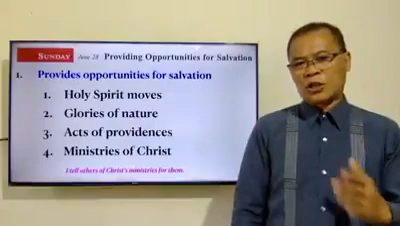 SUNDAY June 28 Providing Opportunities for Salvation
1. Provides opportunities for salvation
1. Holy Spirit moves
2. Glories of nature
3. Acts of providences
4. Ministries of Christ
I tell others of Christ's ministries for them.